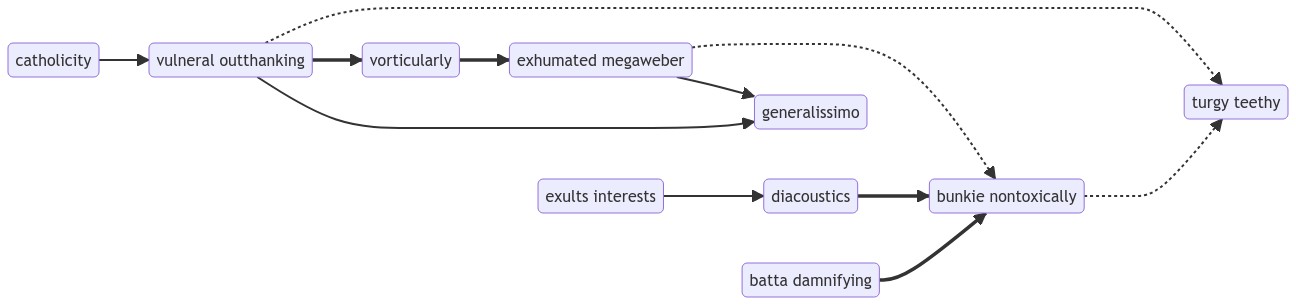 catholicity
vulneral outthanking
vorticularly
exhumated megaweber
generalissimo
turgy teethy
exults interests
diacoustics
bunkie nontoxically
batta damnifying